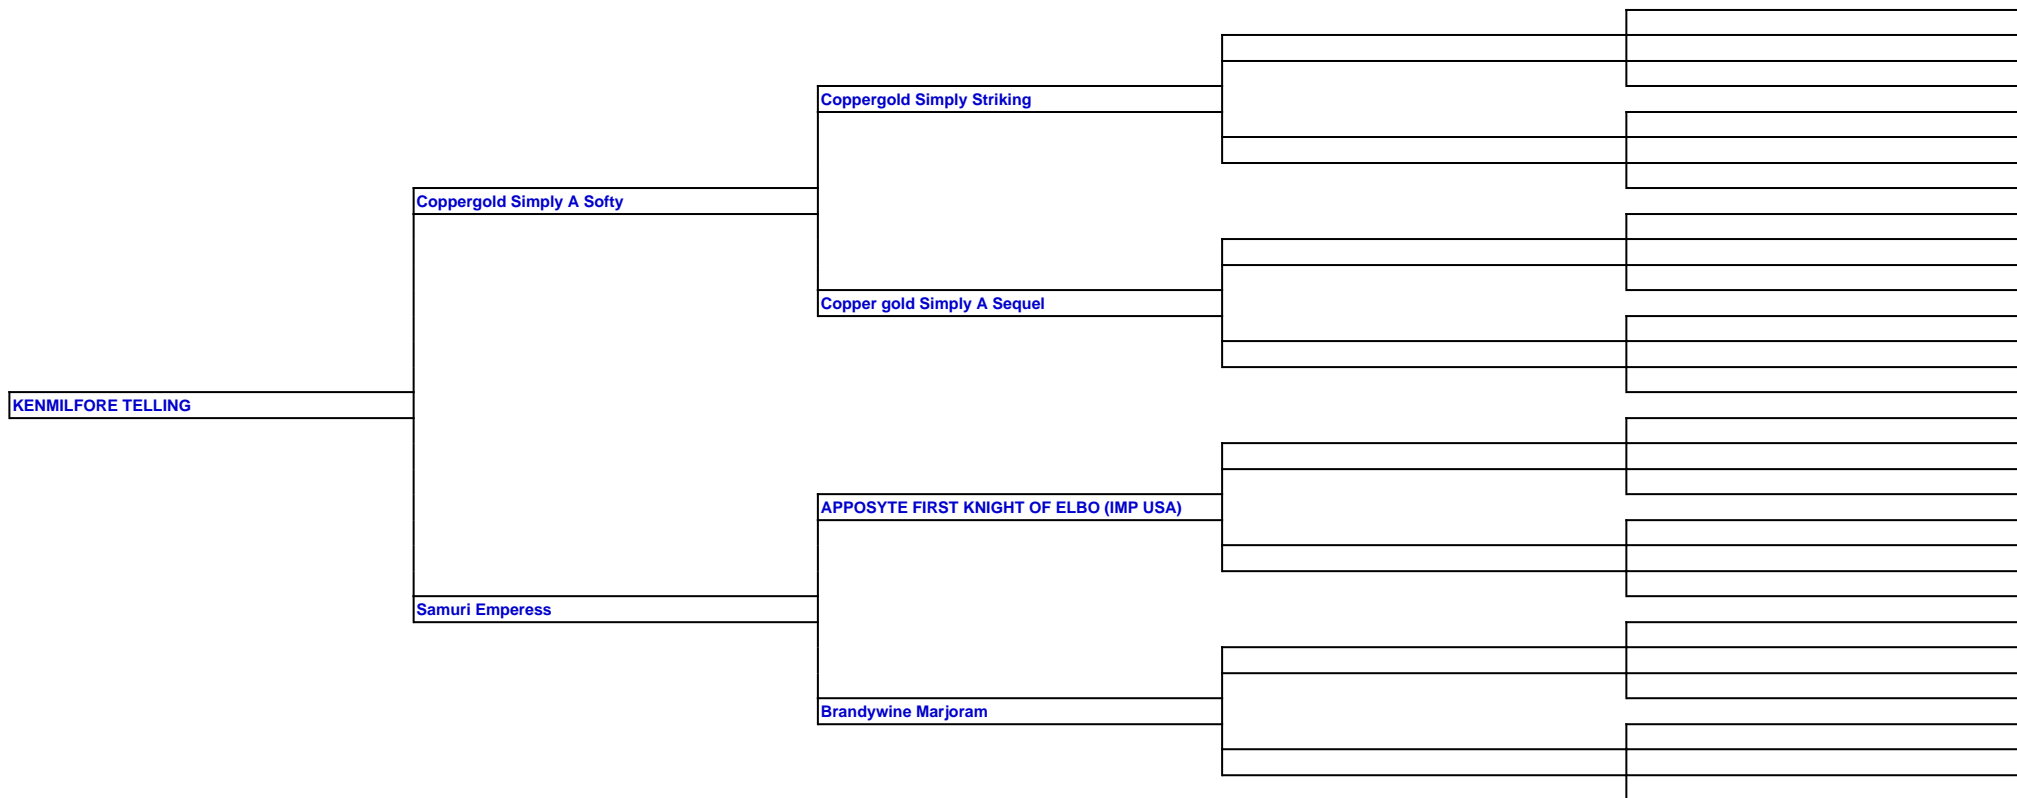 Coppergold Simply Striking
Coppergold Simply A Softy
Copper gold Simply A Sequel
KENMILFORE TELLING
APPOSYTE FIRST KNIGHT OF ELBO (IMP USA)
Samuri Emperess
Brandywine Marjoram